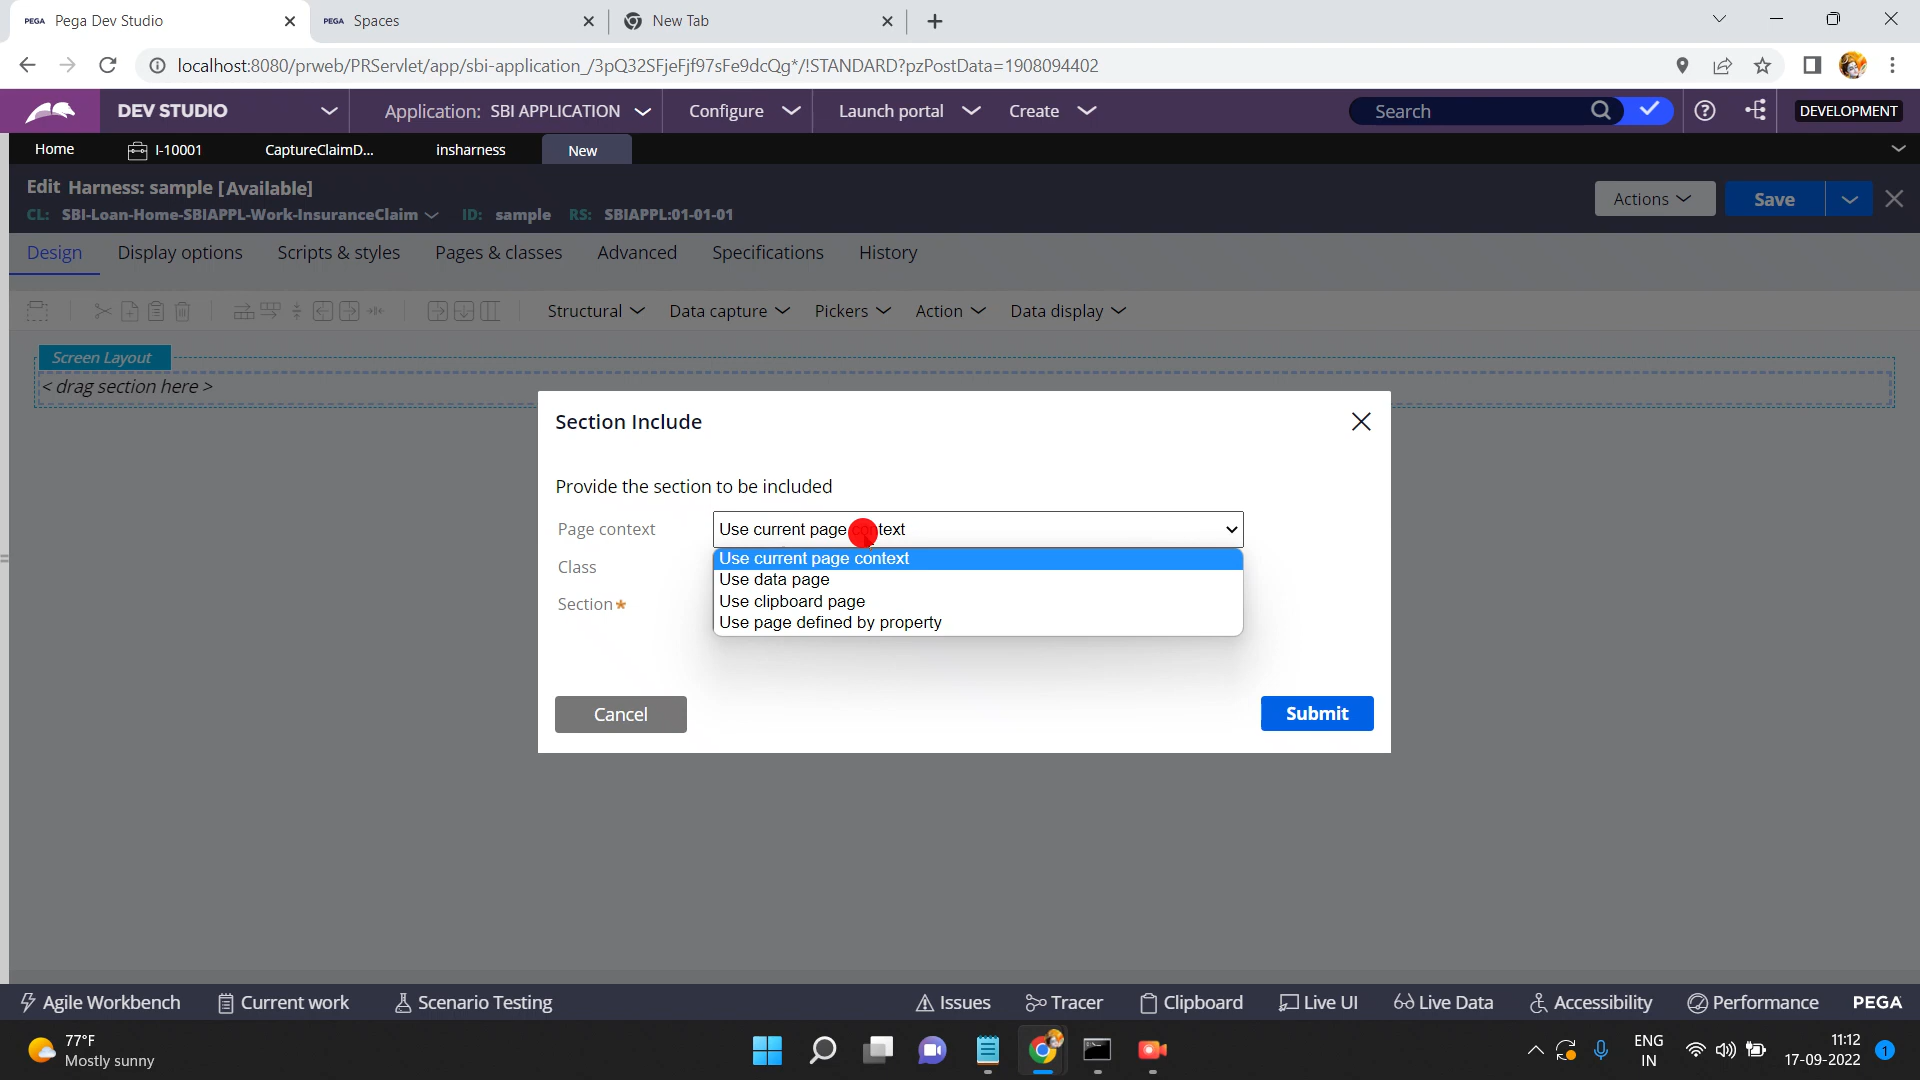 PEGA Pega Dev Studio
PEGA Spaces
New Tab
localhost:8080/prweb/PRServlet/app/sbi-application_/3pQ32SFjeFjf97sFe9dcQg*/!STANDARD?pzPostData=1908094402
DEV STUDIO
Application: SBI APPLICATION
Configure
Launch portal
Create
Search
DEVELOPMENT
Home
I-10001
CaptureClaimD...
insharness
New
Edit Harness: sample [Available]
CL: SBI-Loan-Home-SBIAPPL-Work-InsuranceClaim ID: sample RS: SBIAPPL:01-01-01
Actions
Save
Design
Display options
Scripts & styles
Pages & classes
Advanced
Specifications
History
Structural
Data capture
Pickers
Action
Data display
Screen Layout
< drag section here >
Section Include
Provide the section to be included
Page context
Use current page context
Class
Section*
Use current page context
Use data page
Use clipboard page
Use page defined by property
Cancel
Submit
Agile Workbench
Current work
Scenario Testing
Issues
Tracer
Clipboard
Live UI
Live Data
Accessibility
Performance
PEGA
77°F
Mostly sunny
ENG
IN
11:12
17-09-2022
1